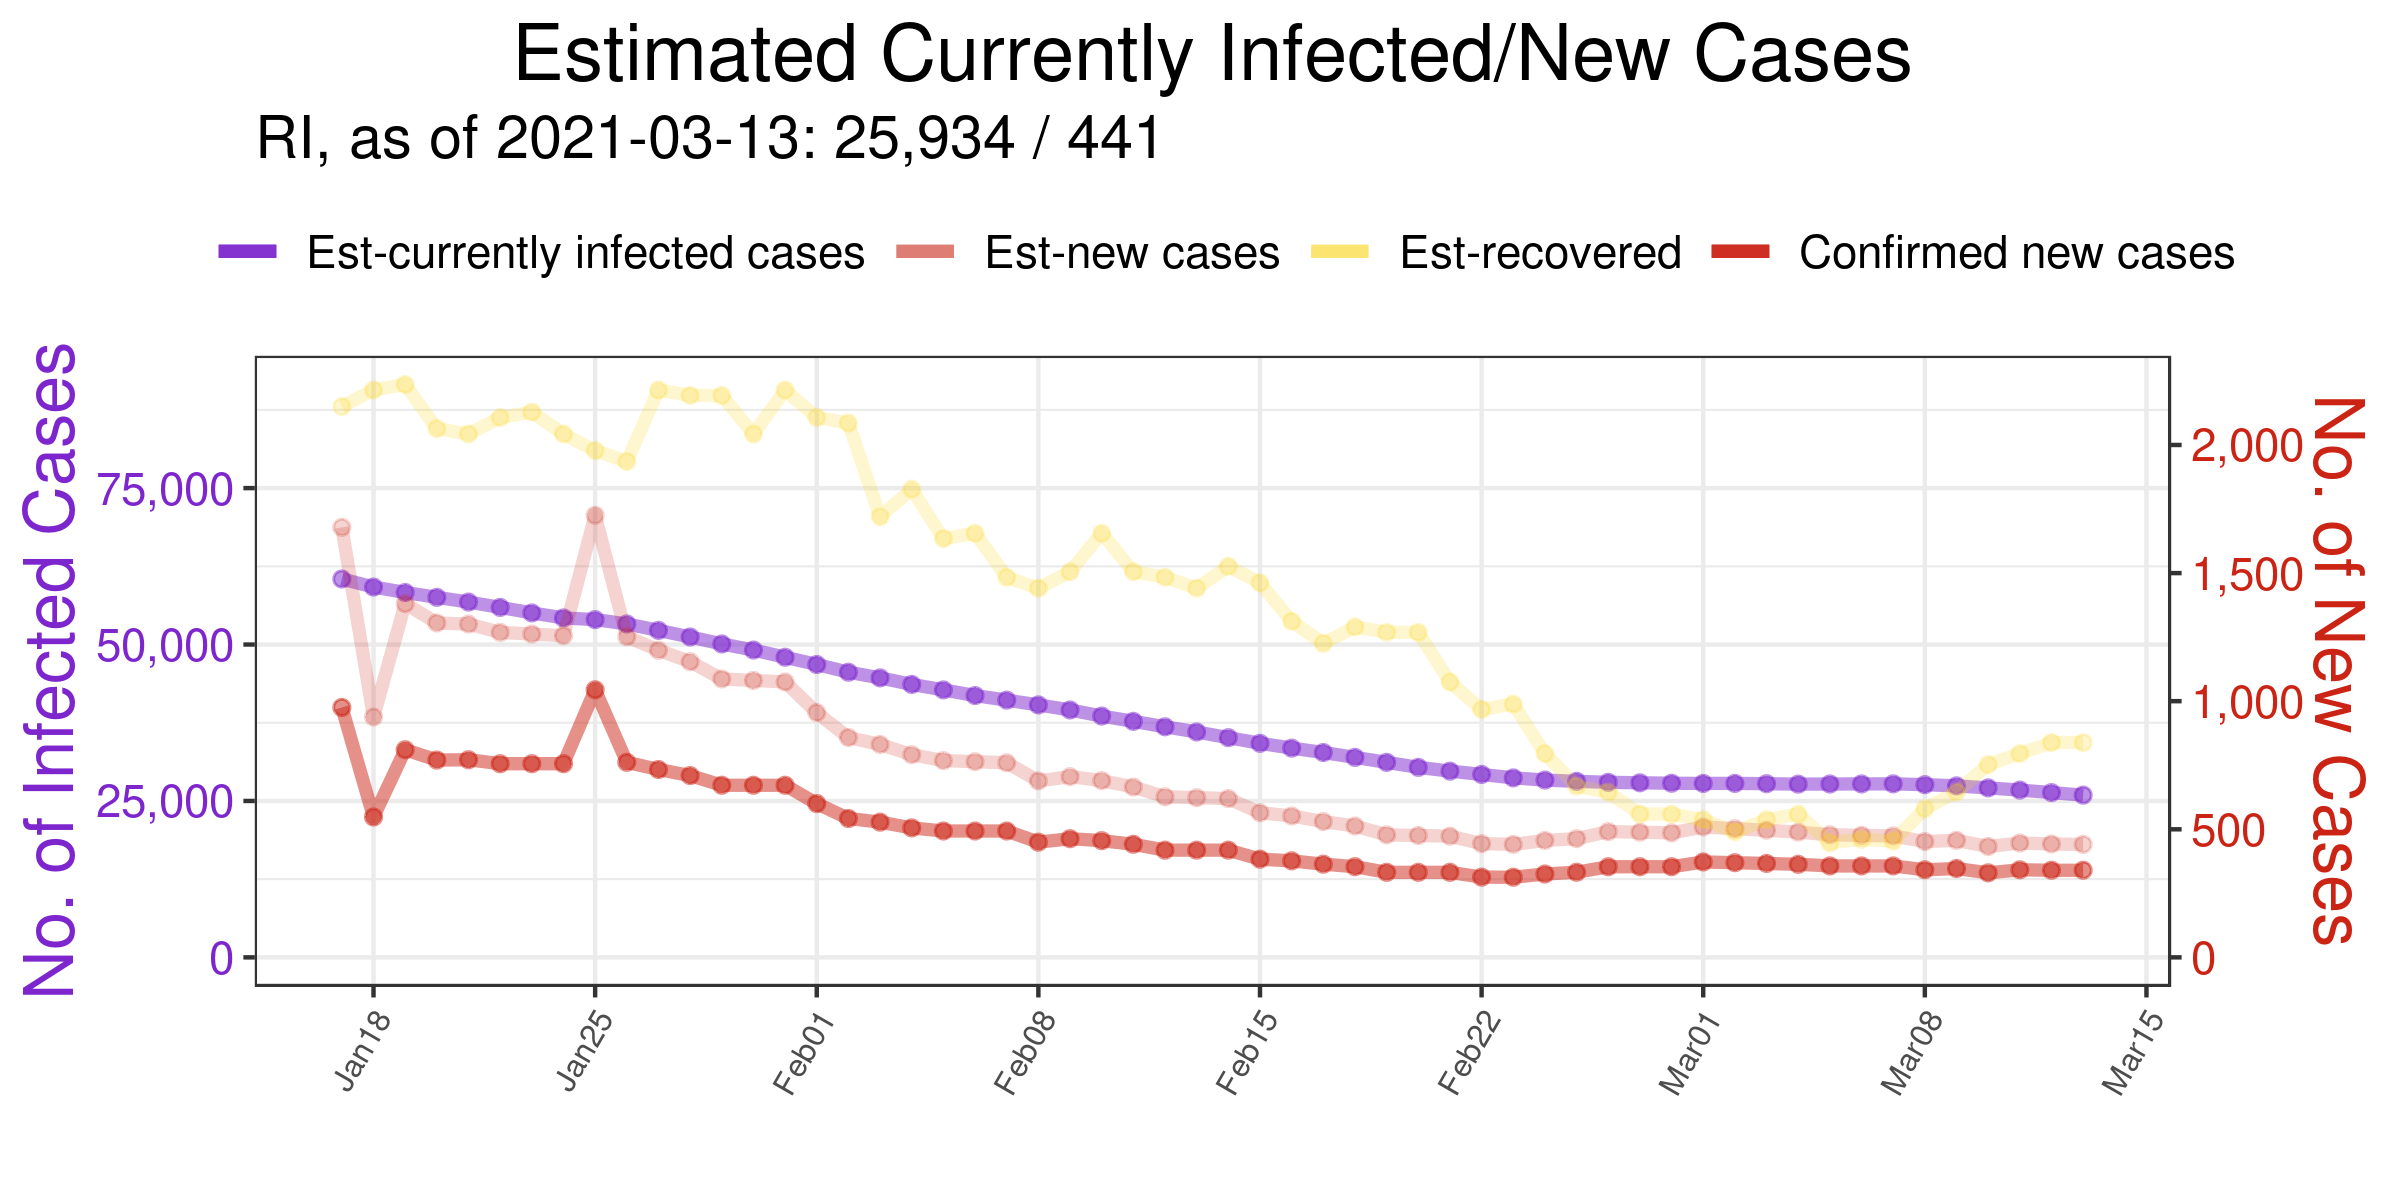 Estimated Currently Infected/New Cases
RI, as of 2021-03-13: 25,934 / 441
Est-currently infected cases Est-new cases Est-recovered Confirmed new cases
No. of Infected Cases
75,000
50,000
25,000
0
2,000
1,500
1,000
500
0
No. of New Cases
Jan18 Jan25 Feb01 Feb08 Feb15 Feb22 Mar01 Mar08 Mar15